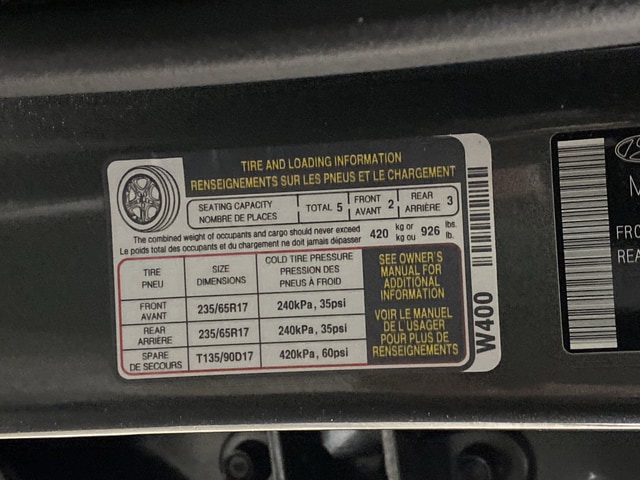 TIRE AND LOADING INFORMATION
RENSEIGNEMENTS SUR LES PNEUS ET LE CHARGEMENT
SEATING CAPACITY
NOMBRE DE PLACES
TOTAL 5
FRONT
AVANT 2
REAR
ARRIÈRE 3
The combined weight of occupants and cargo should never exceed
Le poids total des occupants et du chargement ne doit jamais dépasser
420 kg or
kg ou
926 lbs.
lb.
TIRE
PNEU
SIZE
DIMENSIONS
COLD TIRE PRESSURE
PRESSION DES
PNEUS À FROID
FRONT
AVANT
235/65R17
240kPa, 35psi
REAR
ARRIÈRE
235/65R17
240kPa, 35psi
SPARE
DE SECOURS
T135/90D17
420kPa, 60psi
SEE OWNER'S
MANUAL FOR
ADDITIONAL
INFORMATION
VOIR LE MANUEL
DE L'USAGER
POUR PLUS DE
RENSEIGNEMENTS
W400
FRO
REA